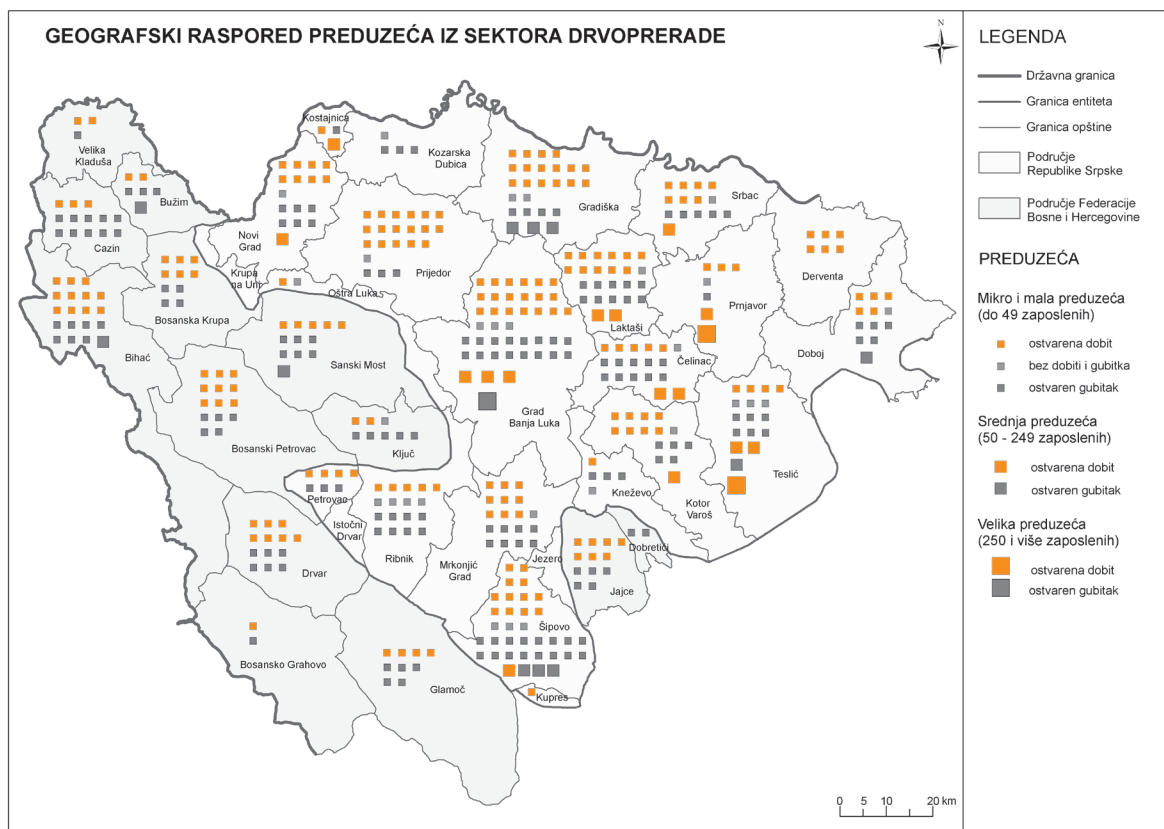 GEOGRAFSKI RASPORED PREDUZEĆA IZ SEKTORA DRVOPRERADE
N
LEGENDA
Državna granica
Granica entiteta
Granica opštine
Područje
Republike Srpske
Područje Federacije
Bosne i Hercegovine
PREDUZEĆA
Mikro i mala preduzeća
(do 49 zaposlenih)
ostvarena dobit
bez dobiti i gubitka
ostvaren gubitak
Srednja preduzeća
(50 - 249 zaposlenih)
ostvarena dobit
ostvaren gubitak
Velika preduzeća
(250 i više zaposlenih)
ostvarena dobit
ostvaren gubitak
Kostajnica
Velika
Kladuša
Kozarska
Dubica
Bužim
Gradiška
Srbac
Cazin
Novi
Grad
Prijedor
Derventa
Krupa
na Uni
Oštra Luka
Prnjavor
Bosanska Krupa
Laktaši
Bihać
Sanski Most
Čelinac
Doboj
Grad
Banja Luka
Bosanski Petrovac
Ključ
Teslić
Petrovac
Kneževo
Kotor
Varoš
Istočni
Drvar
Ribnik
Mrkonjić
Grad
Jezero
Dobretići
Drvar
Jajce
Šipovo
Bosansko Grahovo
Glamoč
Kupres
0 10 20 km